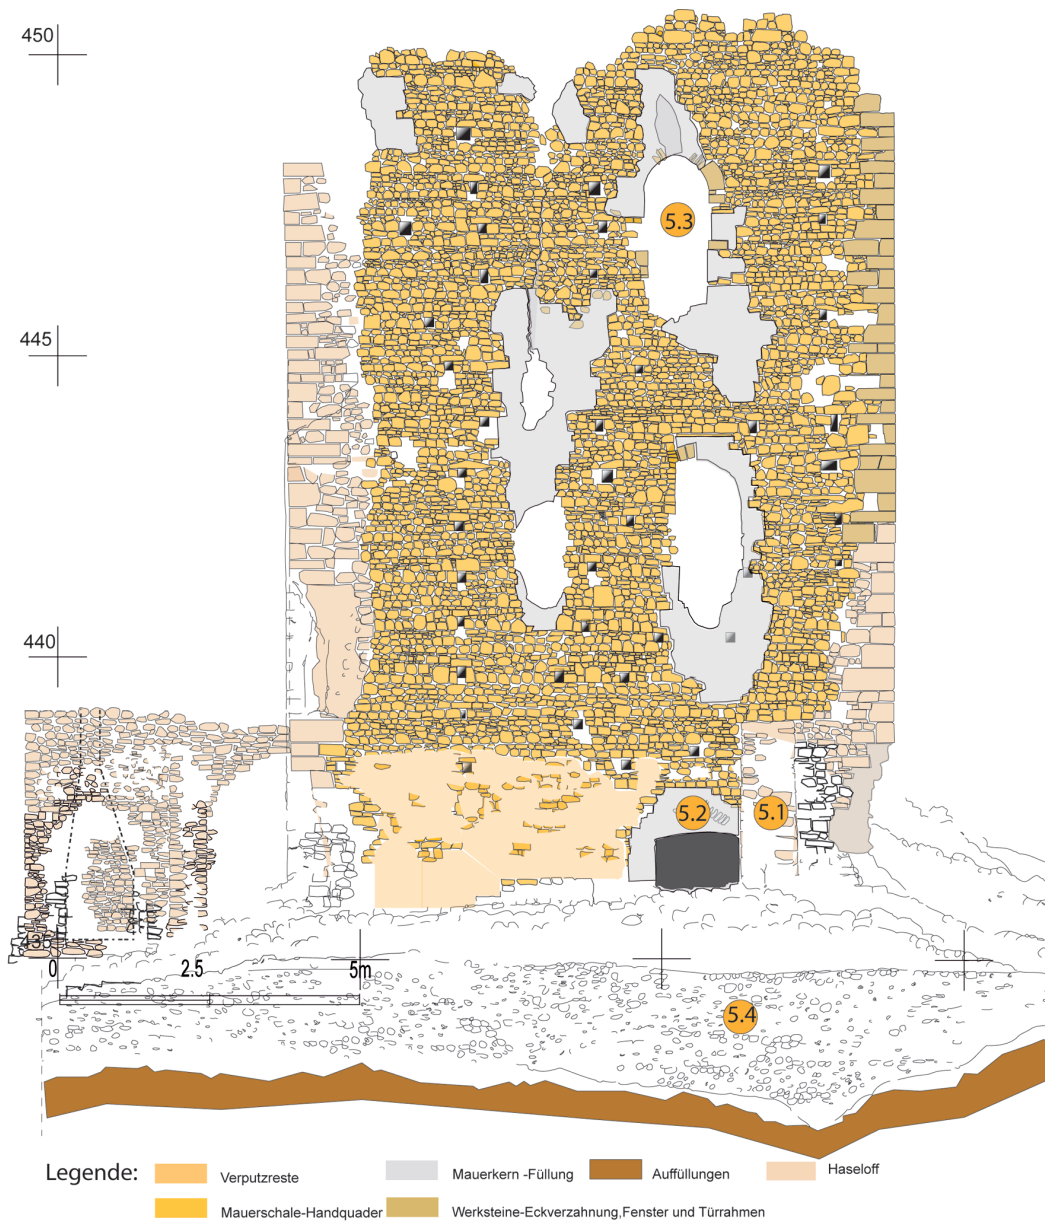 450
5.3
445
440
5.2
5.1
435
0
2.5
5m
5.4
Legende:
Verputzreste
Mauerkern -Füllung
Auffüllungen
Haseloff
Mauerschale-Handquader
Werksteine-Eckverzahnung,Fenster und Türrahmen